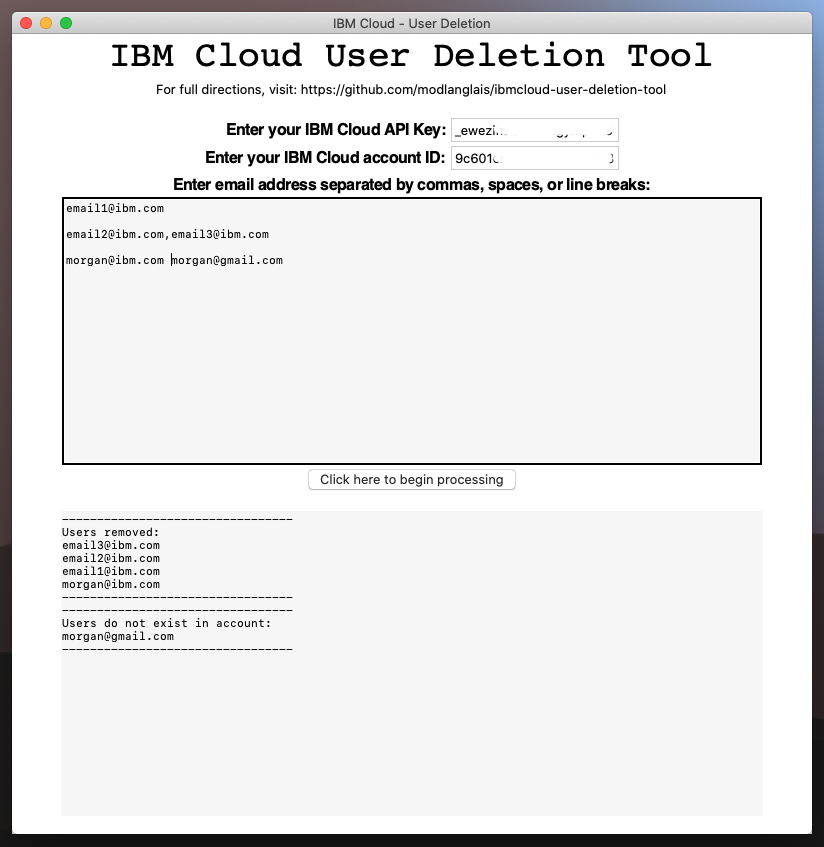 IBM Cloud - User Deletion
IBM Cloud User Deletion Tool
For full directions, visit: https://github.com/modlanglais/ibmcloud-user-deletion-tool
Enter your IBM Cloud API Key:
Enter your IBM Cloud account ID: 9c601
Enter email address separated by commas, spaces, or line breaks:
email1@ibm.com
email2@ibm.com,email3@ibm.com
morgan@ibm.com morgan@gmail.com
Click here to begin processing
---------------------------------
Users removed:
email3@ibm.com
email2@ibm.com
email1@ibm.com
morgan@ibm.com
---------------------------------
---------------------------------
Users do not exist in account:
morgan@gmail.com
---------------------------------